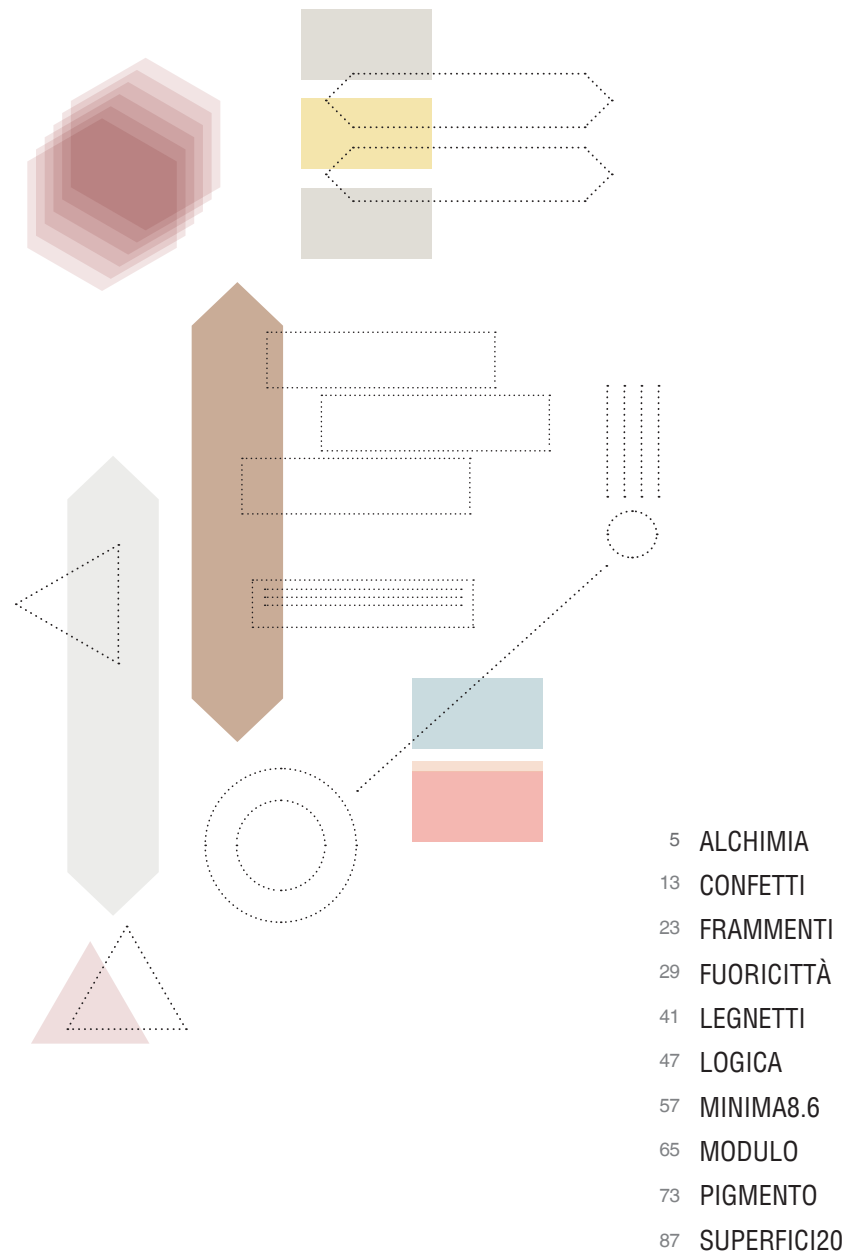 5 ALCHIMIA
13 CONFETTI
23 FRAMMENTI
29 FUORICITTÀ
41 LEGNETTI
47 LOGICA
57 MINIMA8.6
65 MODULO
73 PIGMENTO
87 SUPERFICI20